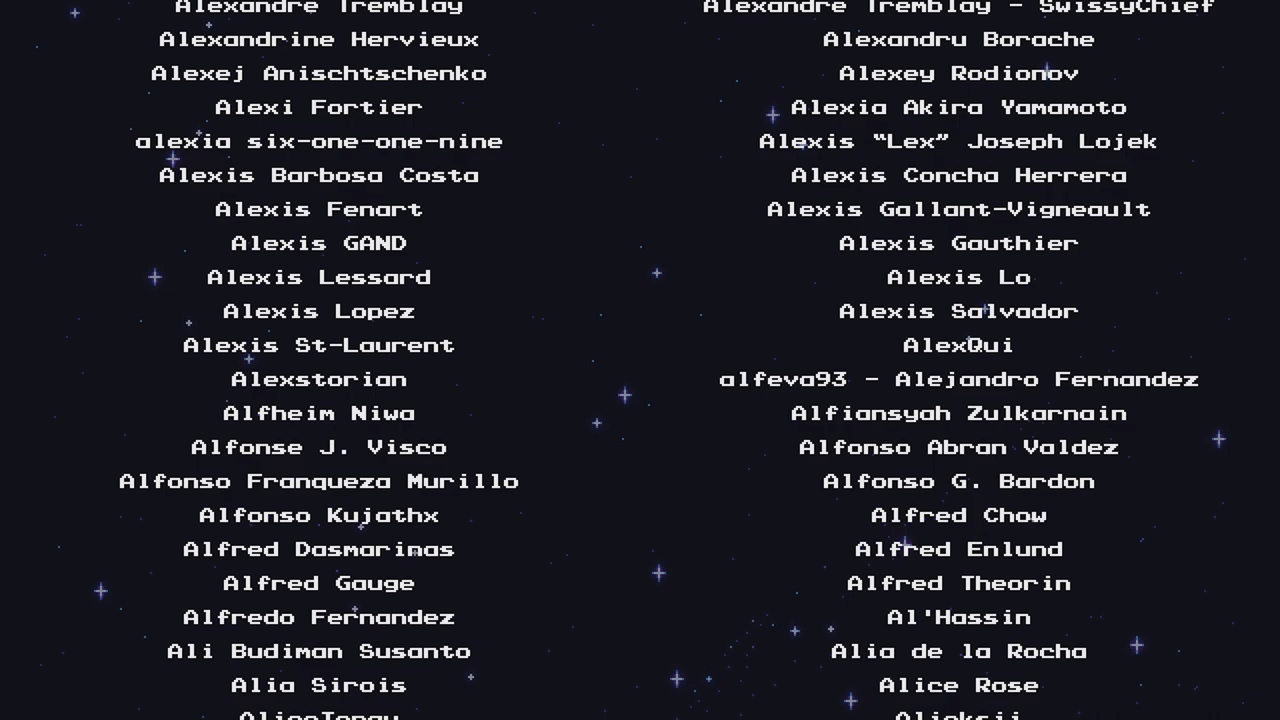 Alexandre Tremblay
Alexandre Tremblay - SwissyChief
Alexandrine Hervieux
Alexandru Borache
Alexej Anischtschenko
Alexey Rodionov
Alexi Fortier
Alexia Akira Yamamoto
alexia six-one-one-nine
Alexis “Lex” Joseph Lojek
Alexis Barbosa Costa
Alexis Concha Herrera
Alexis Fenart
Alexis Gallant-Vigneault
Alexis GAND
Alexis Gauthier
Alexis Lessard
Alexis Lo
Alexis Lopez
Alexis Salvador
Alexis St-Laurent
AlexQui
Alexstorian
alfeva93 - Alejandro Fernandez
Alfheim Niwa
Alfiansyah Zulkarnain
Alfonse J. Visco
Alfonso Abran Valdez
Alfonso Franqueza Murillo
Alfonso G. Bardon
Alfonso Kujathx
Alfred Chow
Alfred Dasmarinas
Alfred Enlund
Alfred Gauge
Alfred Theorin
Alfredo Fernandez
Al'Hassin
Ali Budiman Susanto
Alia de la Rocha
Alia Sirois
Alice Rose